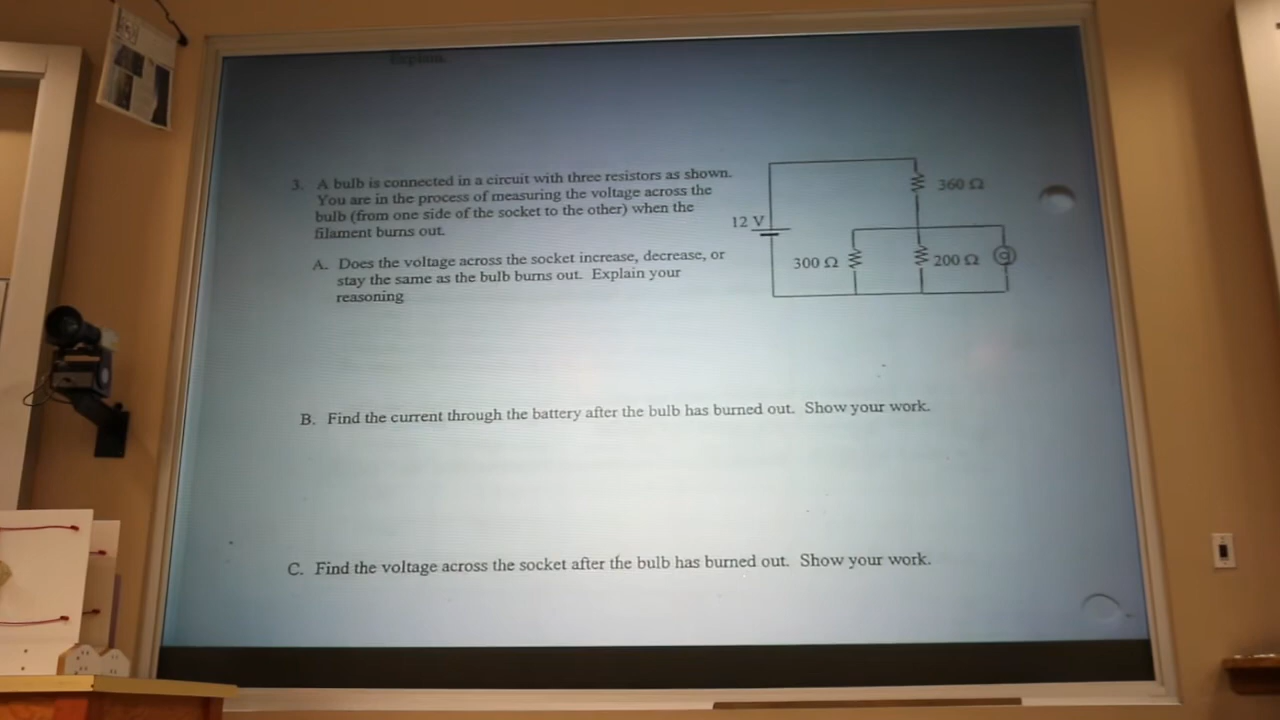 Explain.
3. A bulb is connected in a circuit with three resistors as shown.
You are in the process of measuring the voltage across the
bulb (from one side of the socket to the other) when the
filament burns out.
12 V
360 Ω
300 Ω
200 Ω
A. Does the voltage across the socket increase, decrease, or
stay the same as the bulb burns out. Explain your
reasoning
B. Find the current through the battery after the bulb has burned out. Show your work.
C. Find the voltage across the socket after the bulb has burned out. Show your work.